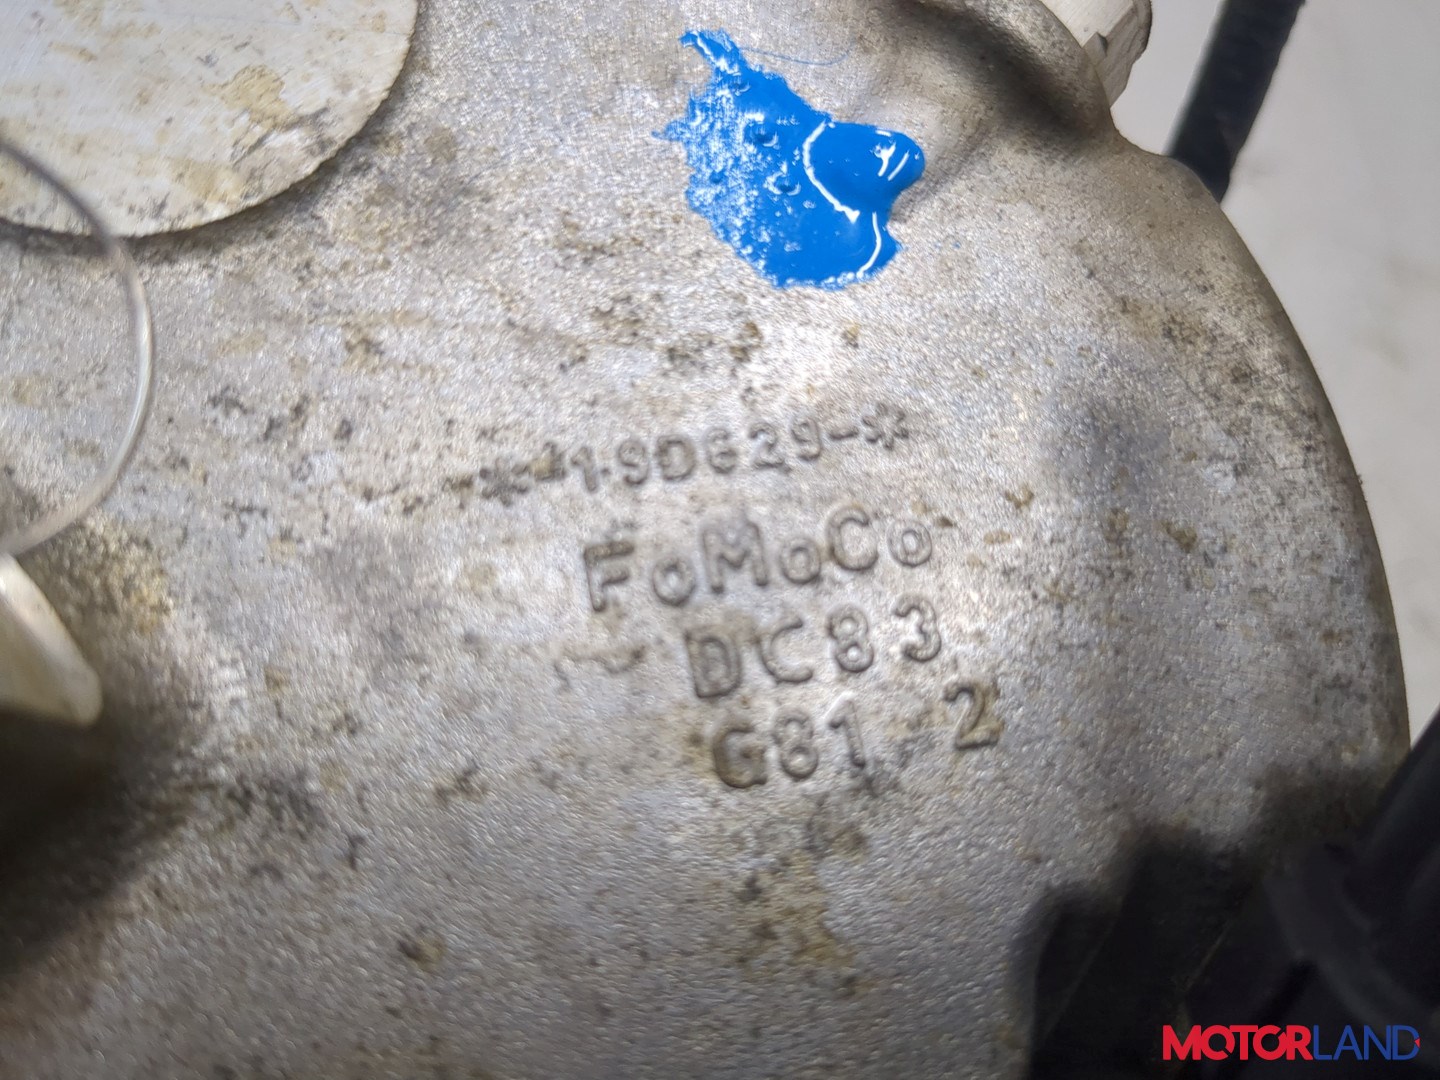 *-19D629-*
FoMoCo
DC83
G81 2
MOTORLAND